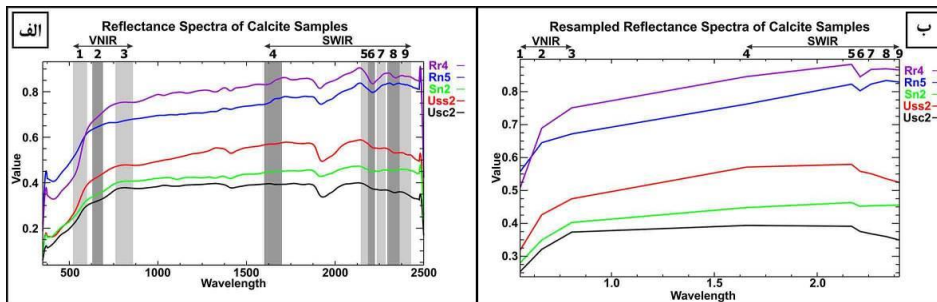 الف
Reflectance Spectra of Calcite Samples
VNIR SWIR
1 2 3 4 5 6 7 8 9
Rr4
Rn5
Sn2
Uss2
Usc2
Value
0.8
0.6
0.4
0.2
500 1000 1500 2000 2500
Wavelength
ب
Resampled Reflectance Spectra of Calcite Samples
VNIR SWIR
1 2 3 4 5 6 7 8 9
Rr4
Rn5
Sn2
Uss2
Usc2
Value
0.8
0.7
0.6
0.5
0.4
0.3
1.0 1.5 2.0
Wavelength